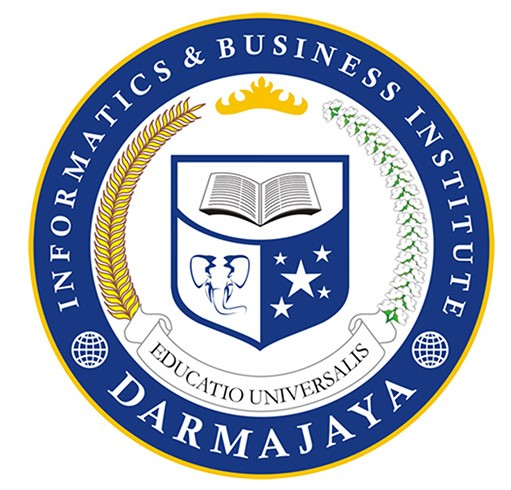 INFORMATICS & BUSINESS INSTITUTE
EDUCATIO UNIVERSALIS
DARMAJAYA